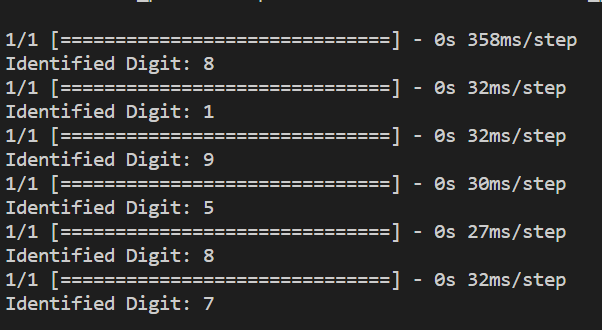 1/1 [==============================] - 0s 358ms/step
Identified Digit: 8
1/1 [==============================] - 0s 32ms/step
Identified Digit: 1
1/1 [==============================] - 0s 32ms/step
Identified Digit: 9
1/1 [==============================] - 0s 30ms/step
Identified Digit: 5
1/1 [==============================] - 0s 27ms/step
Identified Digit: 8
1/1 [==============================] - 0s 32ms/step
Identified Digit: 7